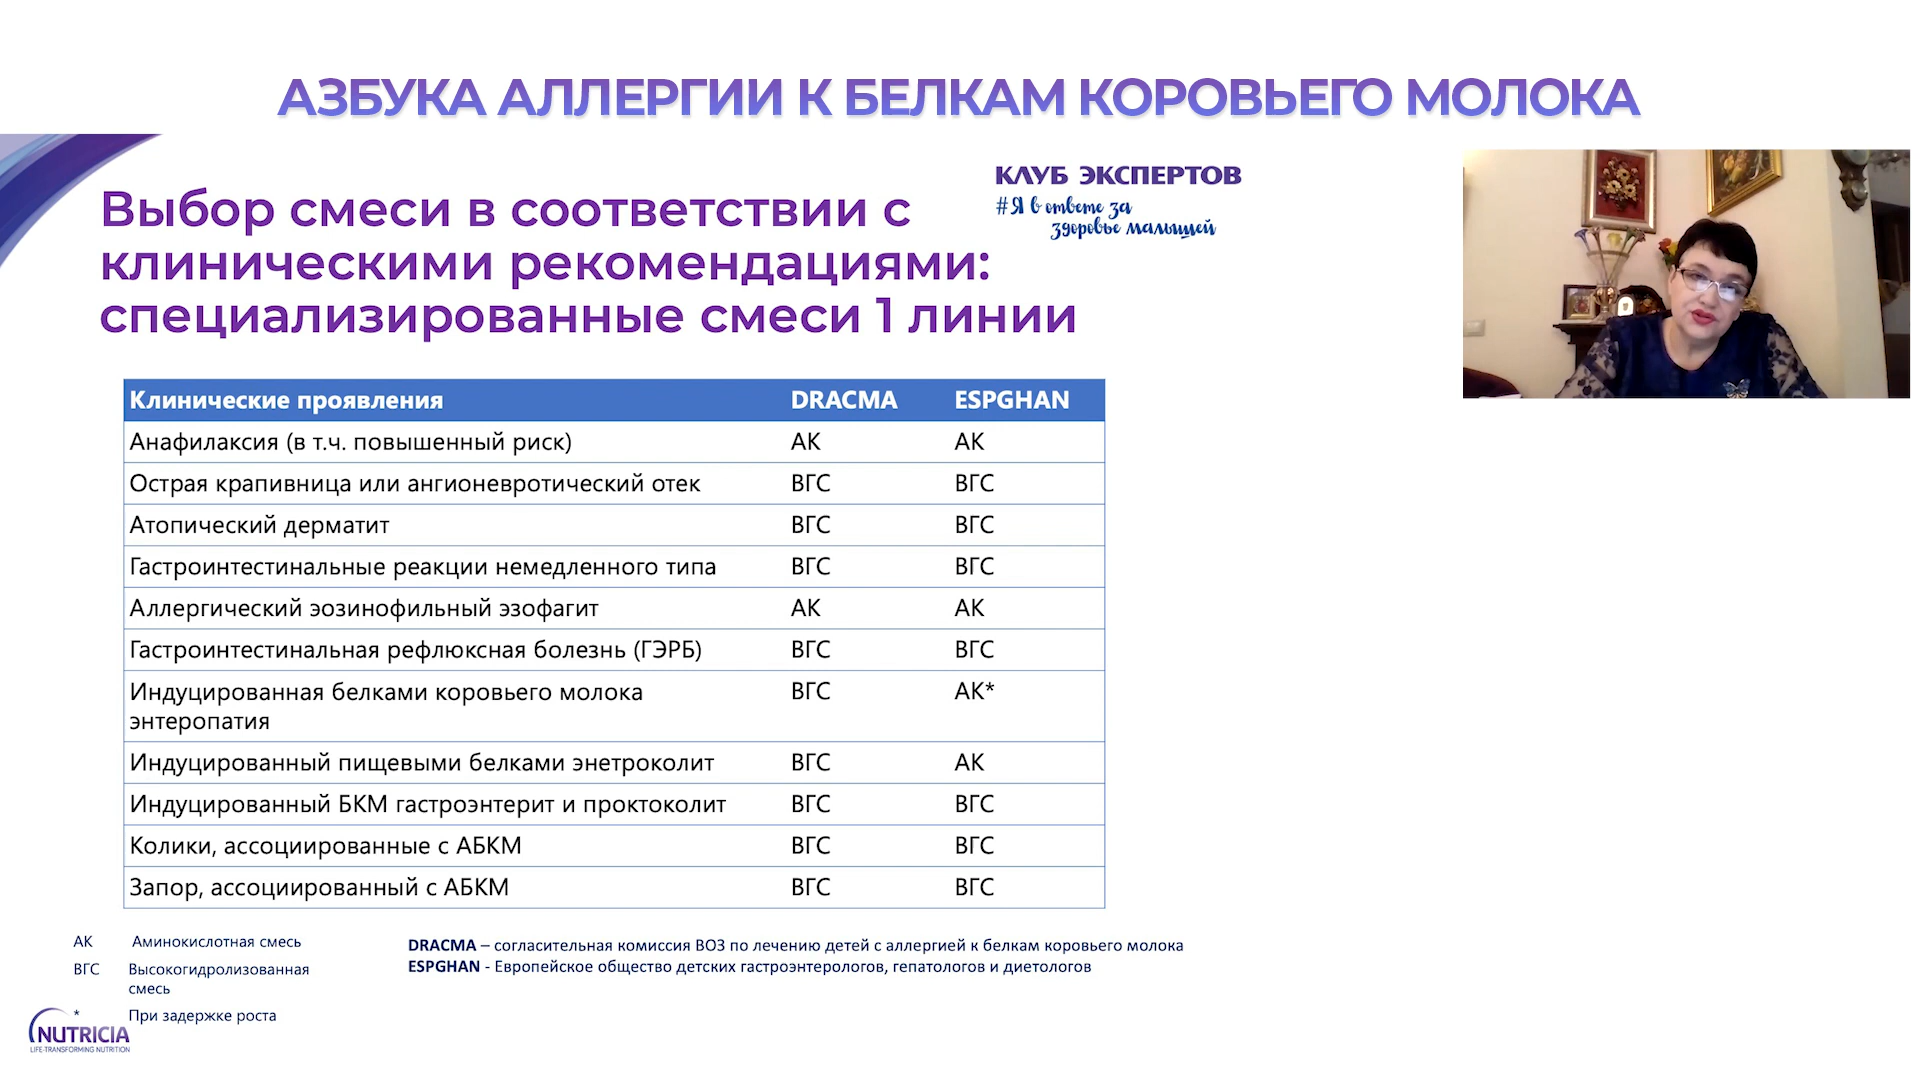 АЗБУКА АЛЛЕРГИИ К БЕЛКАМ КОРОВЬЕГО МОЛОКА
КЛУБ ЭКСПЕРТОВ
#Я в ответе за
здоровье малышей
Выбор смеси в соответствии с
клиническими рекомендациями:
специализированные смеси 1 линии
Клинические проявления DRACMA ESPGHAN
Анафилаксия (в т.ч. повышенный риск) АК АК
Острая крапивница или ангионевротический отек ВГС ВГС
Атопический дерматит ВГС ВГС
Гастроинтестинальные реакции немедленного типа ВГС ВГС
Аллергический эозинофильный эзофагит АК АК
Гастроинтестинальная рефлюксная болезнь (ГЭРБ) ВГС ВГС
Индуцированная белками коровьего молока ВГС АК*
энтеропатия
Индуцированный пищевыми белками энетроколит ВГС АК
Индуцированный БКМ гастроэнтерит и проктоколит ВГС ВГС
Колики, ассоциированные с АБКМ ВГС ВГС
Запор, ассоциированный с АБКМ ВГС ВГС
АК Аминокислотная смесь
ВГС Высокогидролизованная
смесь
* При задержке роста
DRACMA – согласительная комиссия ВОЗ по лечению детей с аллергией к белкам коровьего молока
ESPGHAN - Европейское общество детских гастроэнтерологов, гепатологов и диетологов
NUTRICIA
LIFE-TRANSFORMING NUTRITION